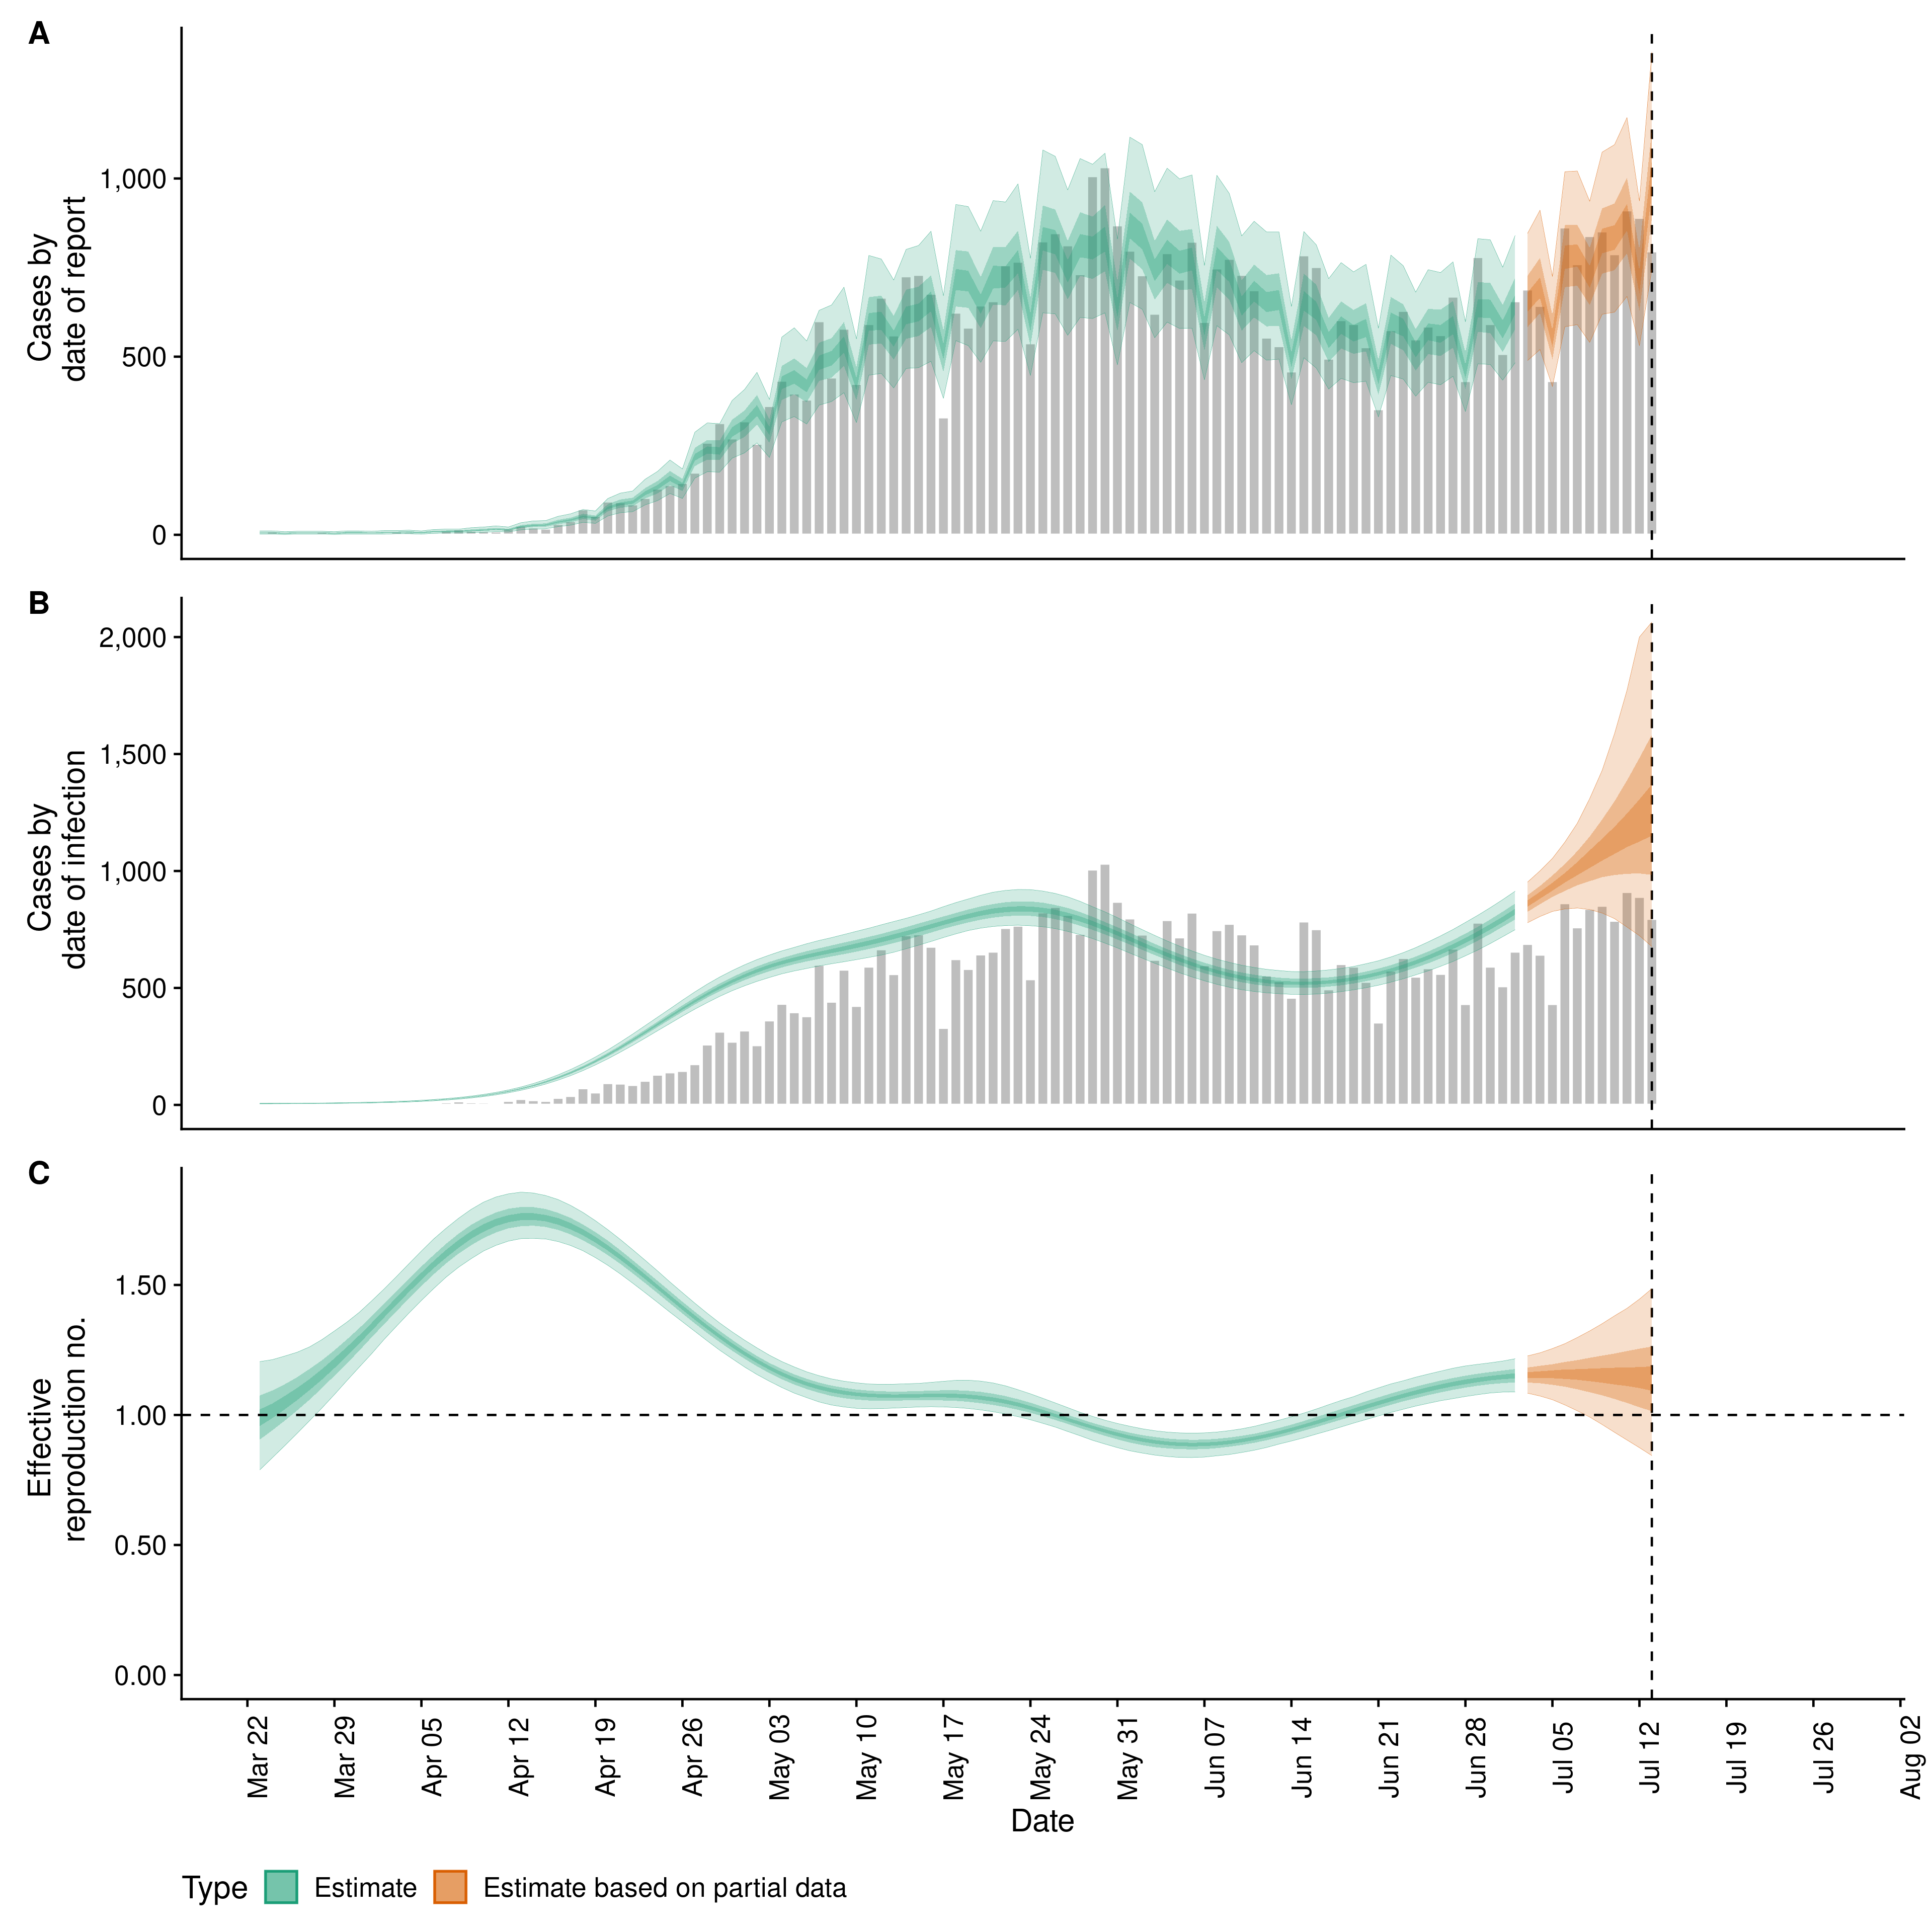 A
Cases by
date of report
1,000
500
0
B
Cases by
date of infection
2,000
1,500
1,000
500
0
C
Effective
reproduction no.
1.50
1.00
0.50
0.00
Mar 22
Mar 29
Apr 05
Apr 12
Apr 19
Apr 26
May 03
May 10
May 17
May 24
May 31
Jun 07
Jun 14
Jun 21
Jun 28
Jul 05
Jul 12
Jul 19
Jul 26
Aug 02
Date
Type Estimate Estimate based on partial data